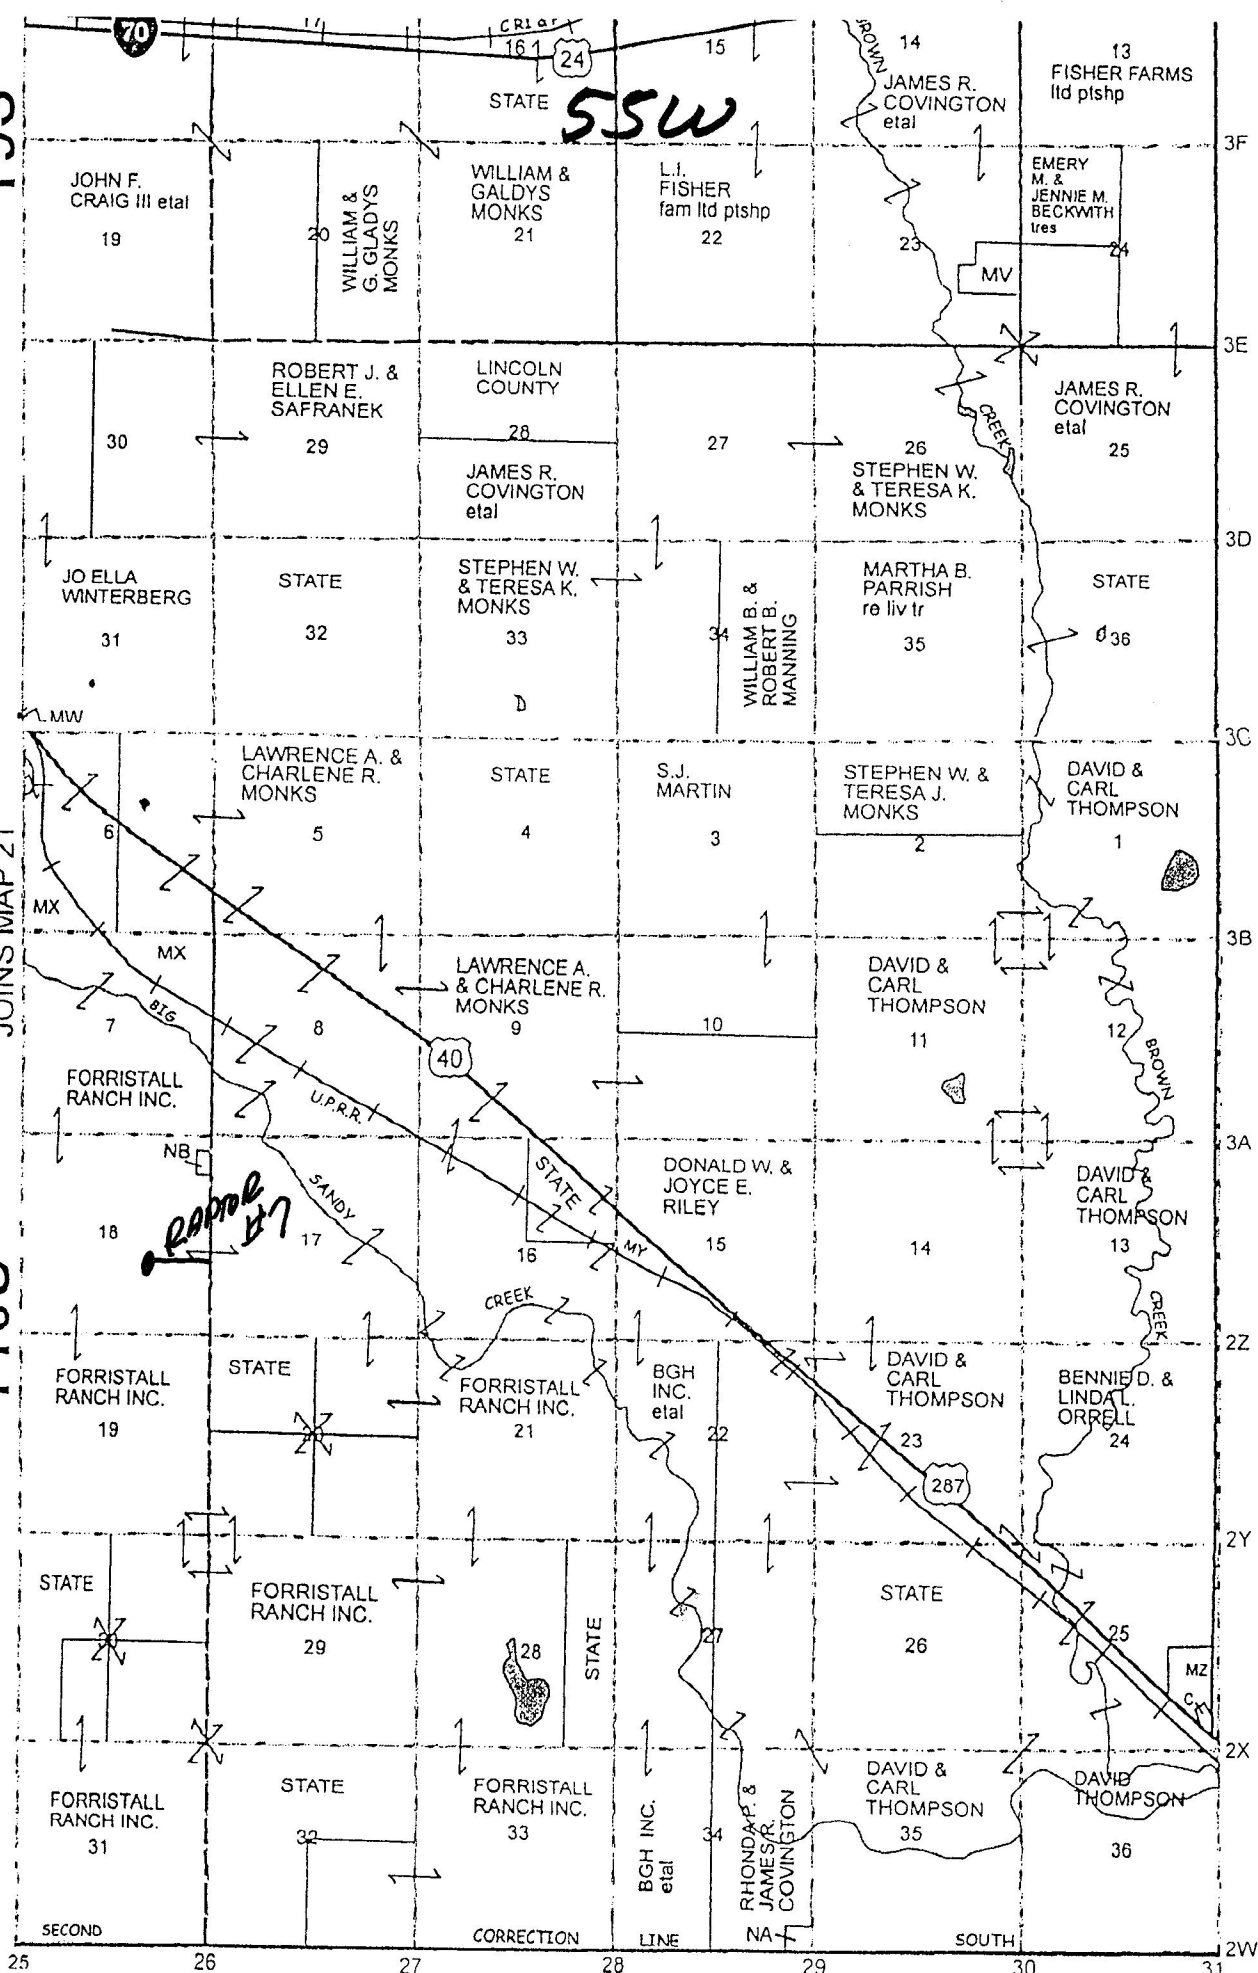 70
17
16
24
15
14
13
FISHER FARMS
ltd ptshp
STATE
55W
BROWN
JAMES R.
COVINGTON
etal
3F
JOHN F.
CRAIG III etal
19
20
WILLIAM &
G. GLADYS
MONKS
WILLIAM &
GALDYS
MONKS
21
L.I.
FISHER
fam ltd ptshp
22
23
EMERY
M. &
JENNIE M.
BECKWITH
tres
24
MV
3E
30
ROBERT J. &
ELLEN E.
SAFRANEK
29
LINCOLN
COUNTY
28
JAMES R.
COVINGTON
etal
27
CREEK
26
STEPHEN W.
& TERESA K.
MONKS
JAMES R.
COVINGTON
etal
25
3D
JO ELLA
WINTERBERG
31
STATE
32
STEPHEN W.
& TERESA K.
MONKS
33
34
WILLIAM B. &
ROBERT B.
MANNING
MARTHA B.
PARRISH
re liv tr
35
STATE
36
MW
3C
JOINS MAP 21
6
MX
LAWRENCE A. &
CHARLENE R.
MONKS
5
STATE
4
S.J.
MARTIN
3
STEPHEN W. &
TERESA J.
MONKS
2
DAVID &
CARL
THOMPSON
1
3B
MX
7
BIG
8
LAWRENCE A.
& CHARLENE R.
MONKS
9
40
10
DAVID &
CARL
THOMPSON
11
12
BROWN
FORRISTALL
RANCH INC.
U.P.R.R.
3A
NB
RAPTOR
#7
18
SANDY
17
STATE
16
MY
DONALD W. &
JOYCE E.
RILEY
15
14
DAVID &
CARL
THOMPSON
13
CREEK
CREEK
2Z
FORRISTALL
RANCH INC.
19
STATE
FORRISTALL
RANCH INC.
21
BGH
INC.
etal
22
DAVID &
CARL
THOMPSON
23
287
BENNIE D. &
LINDA L.
ORRELL
24
2Y
STATE
FORRISTALL
RANCH INC.
29
28
STATE
27
STATE
26
25
MZ
2X
FORRISTALL
RANCH INC.
31
STATE
32
FORRISTALL
RANCH INC.
33
BGH INC.
etal
34
RHONDA P. &
JAMES R.
COVINGTON
DAVID &
CARL
THOMPSON
35
DAVID
THOMPSON
36
SECOND
CORRECTION
LINE
NA
SOUTH
2W
25
26
27
28
29
30
31